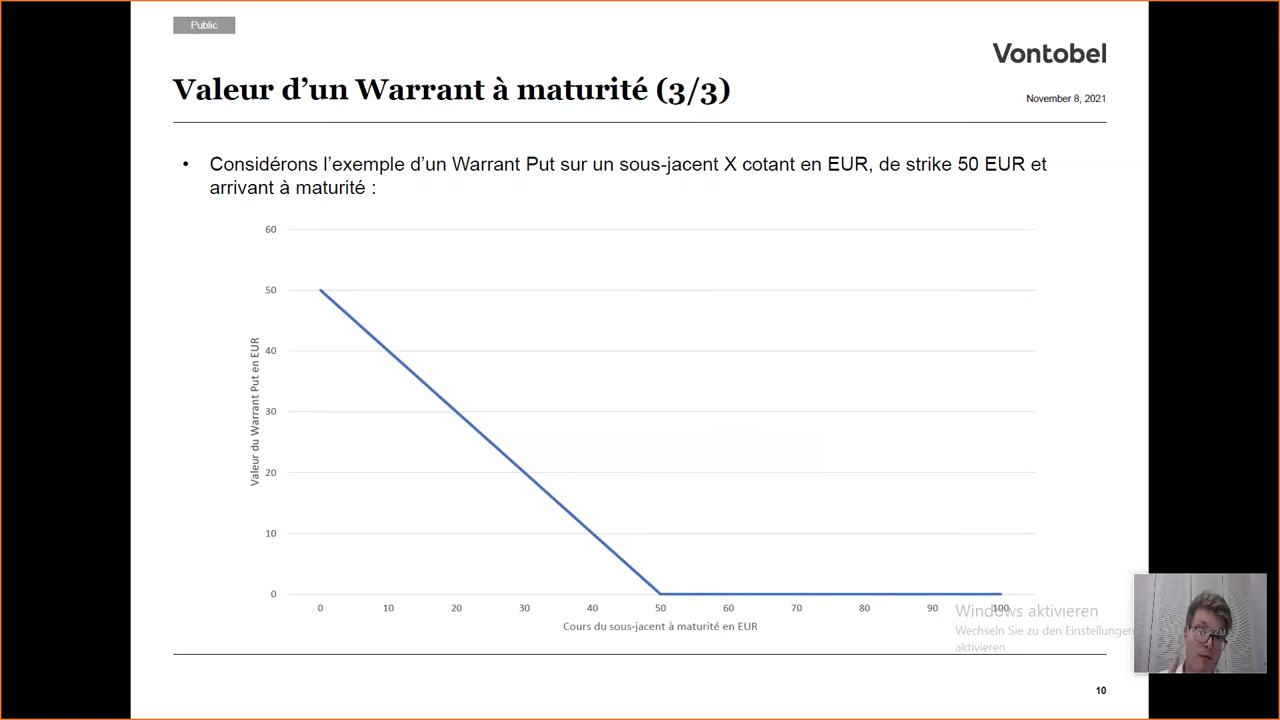 Public
Vontobel
Valeur d’un Warrant à maturité (3/3)
November 8, 2021
• Considérons l’exemple d’un Warrant Put sur un sous-jacent X cotant en EUR, de strike 50 EUR et
arrivant à maturité :
60
50
40
30
20
10
0
Valeur du Warrant Put en EUR
0 10 20 30 40 50 60 70 80 90 100
Cours du sous-jacent à maturité en EUR
Windows aktivieren
Wechseln Sie zu den Einstellungen
aktivieren.
10